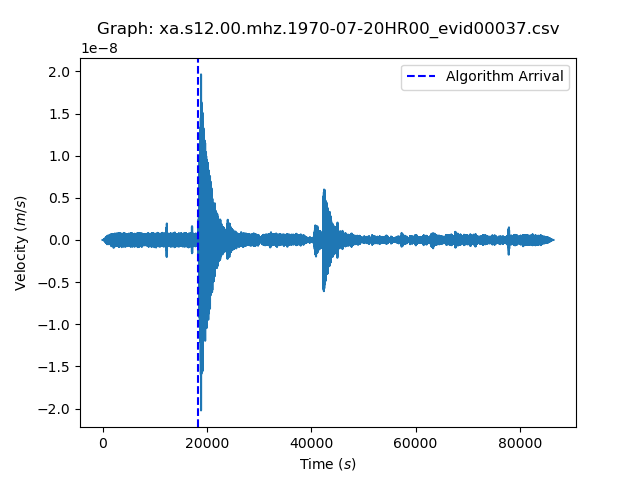 Graph: xa.s12.00.mhz.1970-07-20HR00_evid00037.csv
1e−8
Algorithm Arrival
2.0
1.5
1.0
0.5
0.0
−0.5
−1.0
−1.5
−2.0
Velocity (m/s)
0 20000 40000 60000 80000
Time (s)